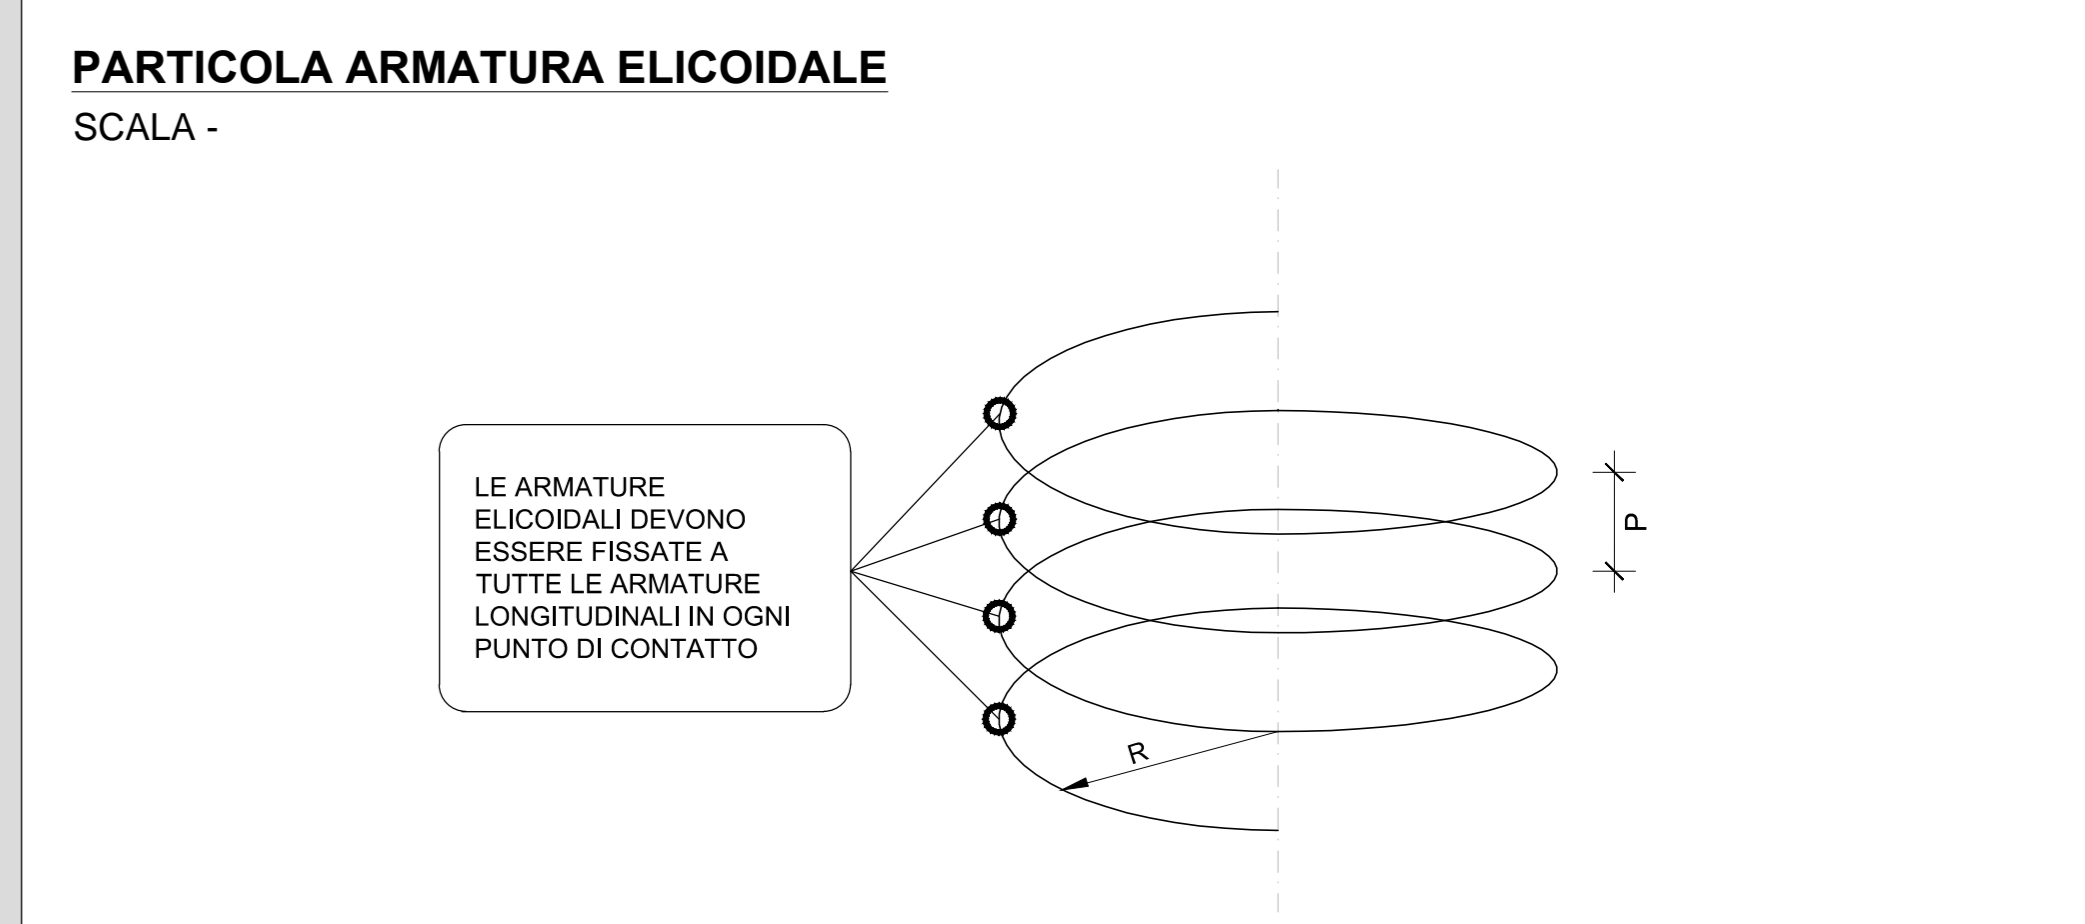 PARTICOLA ARMATURA ELICOIDALE
SCALA -
LE ARMATURE
ELICOIDALI DEVONO
ESSERE FISSATE A
TUTTE LE ARMATURE
LONGITUDINALI IN OGNI
PUNTO DI CONTATTO
P
R